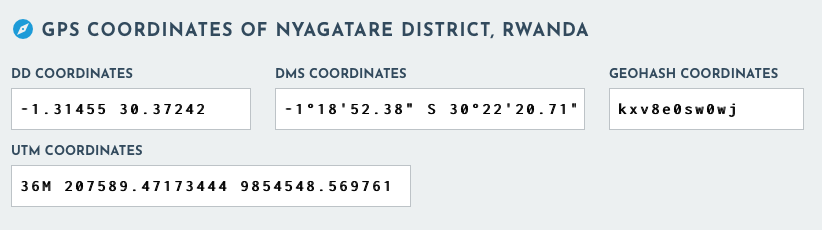 GPS COORDINATES OF NYAGATARE DISTRICT, RWANDA
DD COORDINATES
-1.31455 30.37242
DMS COORDINATES
-1°18'52.38" S 30°22'20.71"
GEOHASH COORDINATES
kxv8e0sw0wj
UTM COORDINATES
36M 207589.47173444 9854548.569761